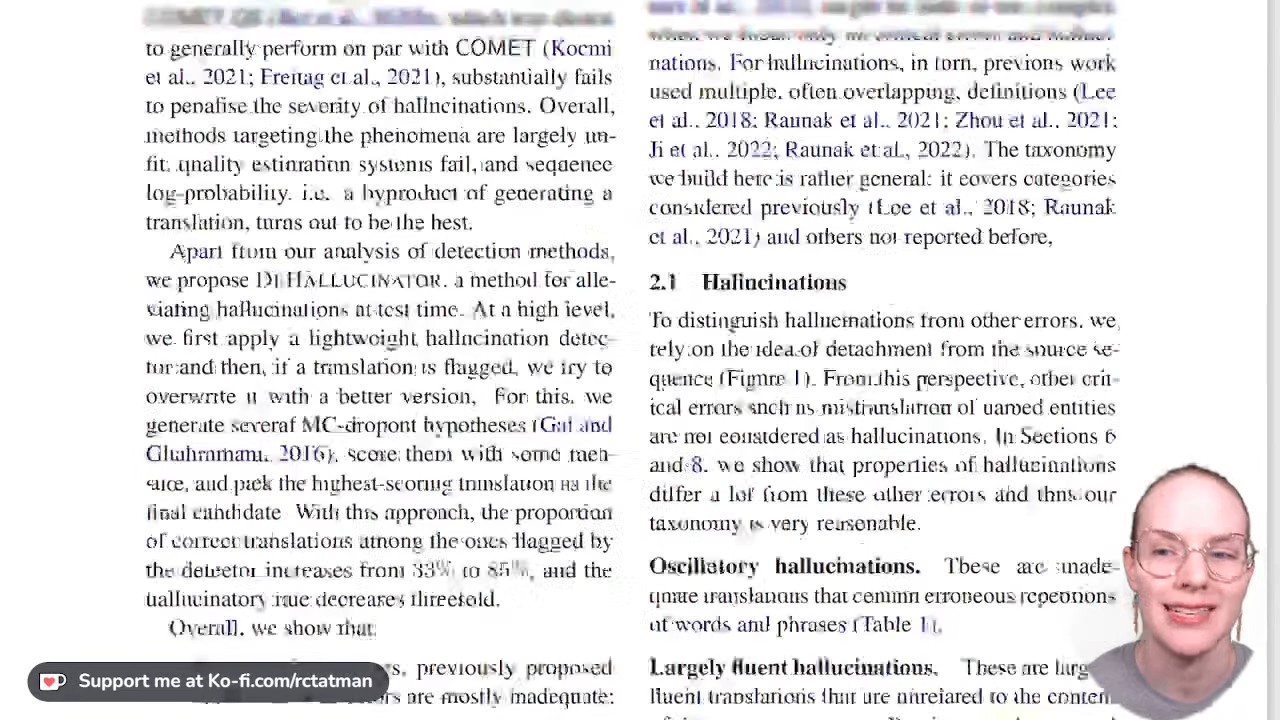 to generally perform on par with COMET (Kocmi
et al., 2021; Freitag et al., 2021), substantially fails
to penalise the severity of hallucinations. Overall,
methods targeting the phenomena are largely un-
fit, quality estimation systems fail, and sequence
log-probability, i.e. a byproduct of generating a
translation, turns out to be the best.
Apart from our analysis of detection methods,
we propose DEHALLUCINATOR, a method for alle-
viating hallucinations at test time. At a high level,
we first apply a lightweight hallucination detec-
tor and then, if a translation is flagged, we try to
overwrite it with a better version. For this, we
generate several MC-dropout hypotheses (Gal and
Ghahramani, 2016), score them with some mea-
sure, and pick the highest-scoring translation as the
final candidate. With this approach, the proportion
of correct translations among the ones flagged by
the detector increases from 33% to 85%, and the
hallucinatory rate decreases threefold.
Overall, we show that:
previously proposed
are mostly inadequate;
nations. For hallucinations, in turn, previous work
used multiple, often overlapping, definitions (Lee
et al., 2018; Raunak et al., 2021; Zhou et al., 2021;
Ji et al., 2022; Raunak et al., 2022). The taxonomy
we build here is rather general: it covers categories
considered previously (Lee et al., 2018; Raunak
et al., 2021) and others not reported before.
2.1 Hallucinations
To distinguish hallucinations from other errors, we
rely on the idea of detachment from the source se-
quence (Figure 1). From this perspective, other crit-
ical errors such as mistranslation of named entities
are not considered as hallucinations. In Sections 6
and 8, we show that properties of hallucinations
differ a lot from these other errors and thus our
taxonomy is very reasonable.
Oscillatory hallucinations. These are inade-
quate translations that contain erroneous repetitions
of words and phrases (Table 1).
Largely fluent hallucinations. These are
fluent translations that are unrelated to the content
Support me at Ko-fi.com/rctatman